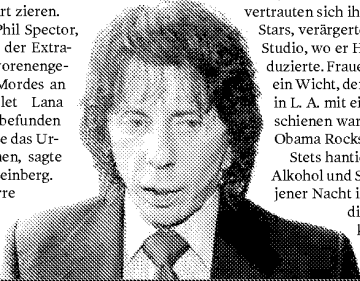 rt zieren.
Phil Spector,
der Extra-
vorenenge-
Mordes an
let Lana
befunden
e das Ur-
nen, sagte
einberg.
rre
vertrauten sich ih
Stars, verärgerte
Studio, wo er H
duzierte. Fraue
ein Wicht, der
in L. A. mit ei
schienen war
Obama Rocks
Stets hantie
Alkohol und S
jener Nacht i
di
k